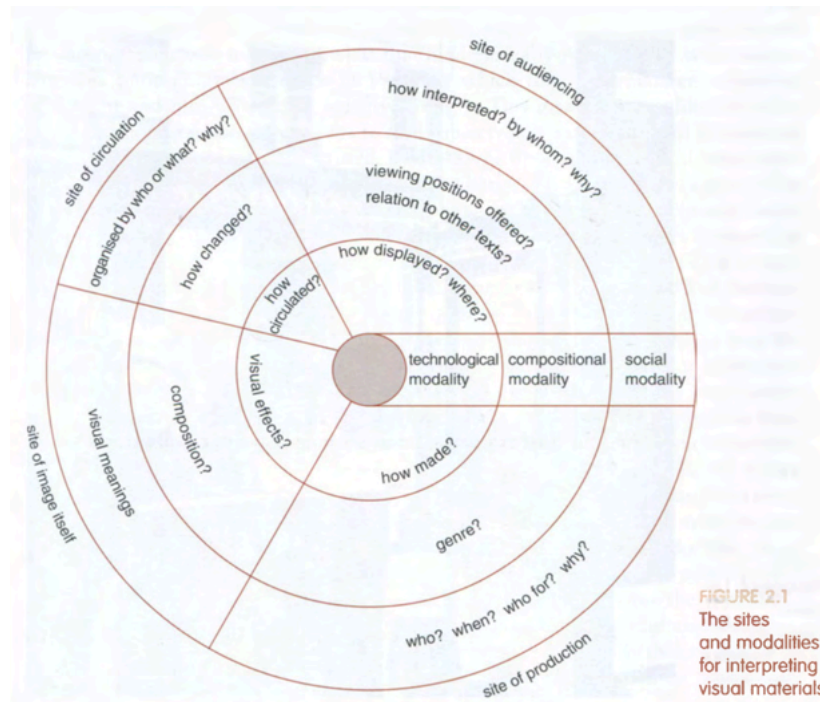 site of audiencing
how interpreted? by whom? why?
viewing positions offered?
relation to other texts?
how displayed? where?
site of circulation
organised by who or what? why?
how changed?
how
circulated?
technological
modality
compositional
modality
social
modality
site of image itself
visual meanings
composition?
visual effects?
how made?
genre?
who? when? who for? why?
site of production
FIGURE 2.1
The sites
and modalities
for interpreting
visual materials